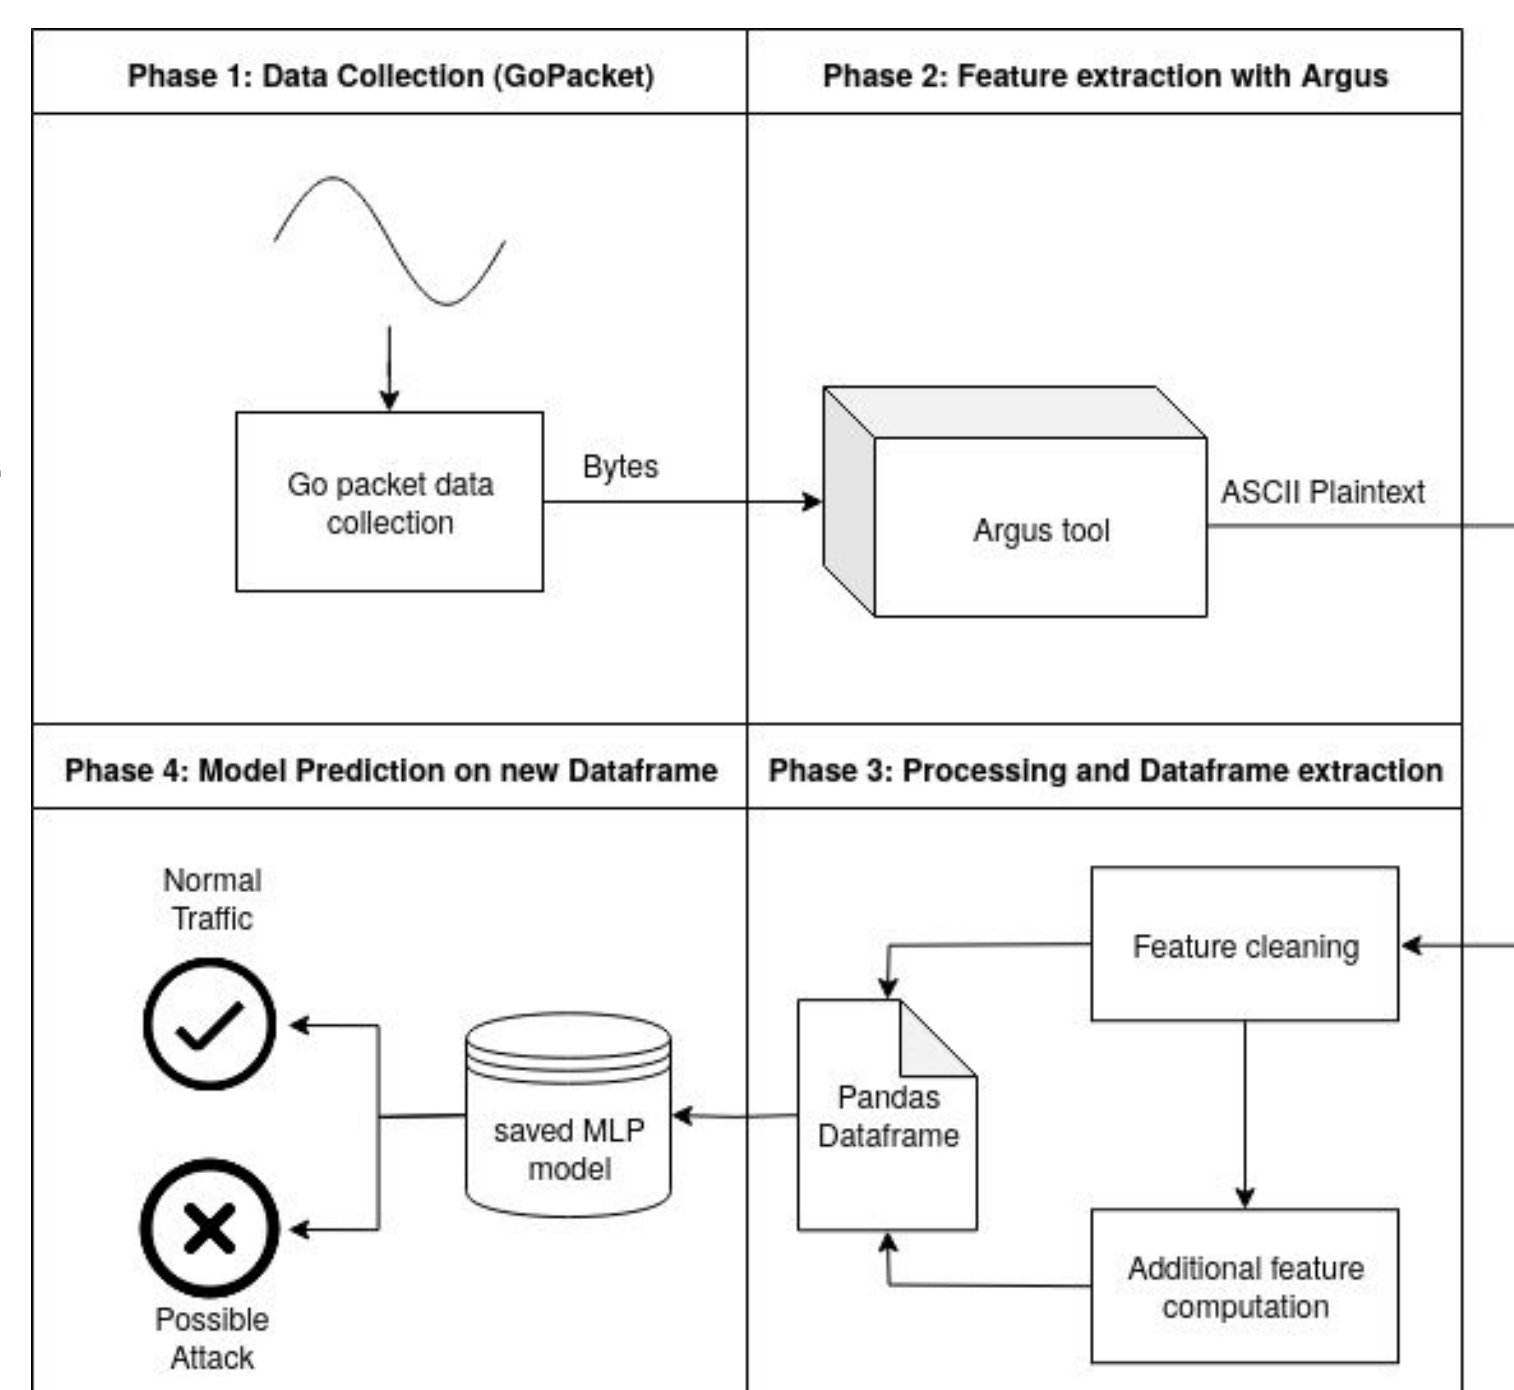 Phase 1: Data Collection (GoPacket)
Phase 2: Feature extraction with Argus
Go packet data
collection
Bytes
Argus tool
ASCII Plaintext
Phase 4: Model Prediction on new Dataframe
Phase 3: Processing and Dataframe extraction
Normal
Traffic
saved MLP
model
Possible
Attack
Pandas
Dataframe
Feature cleaning
Additional feature
computation